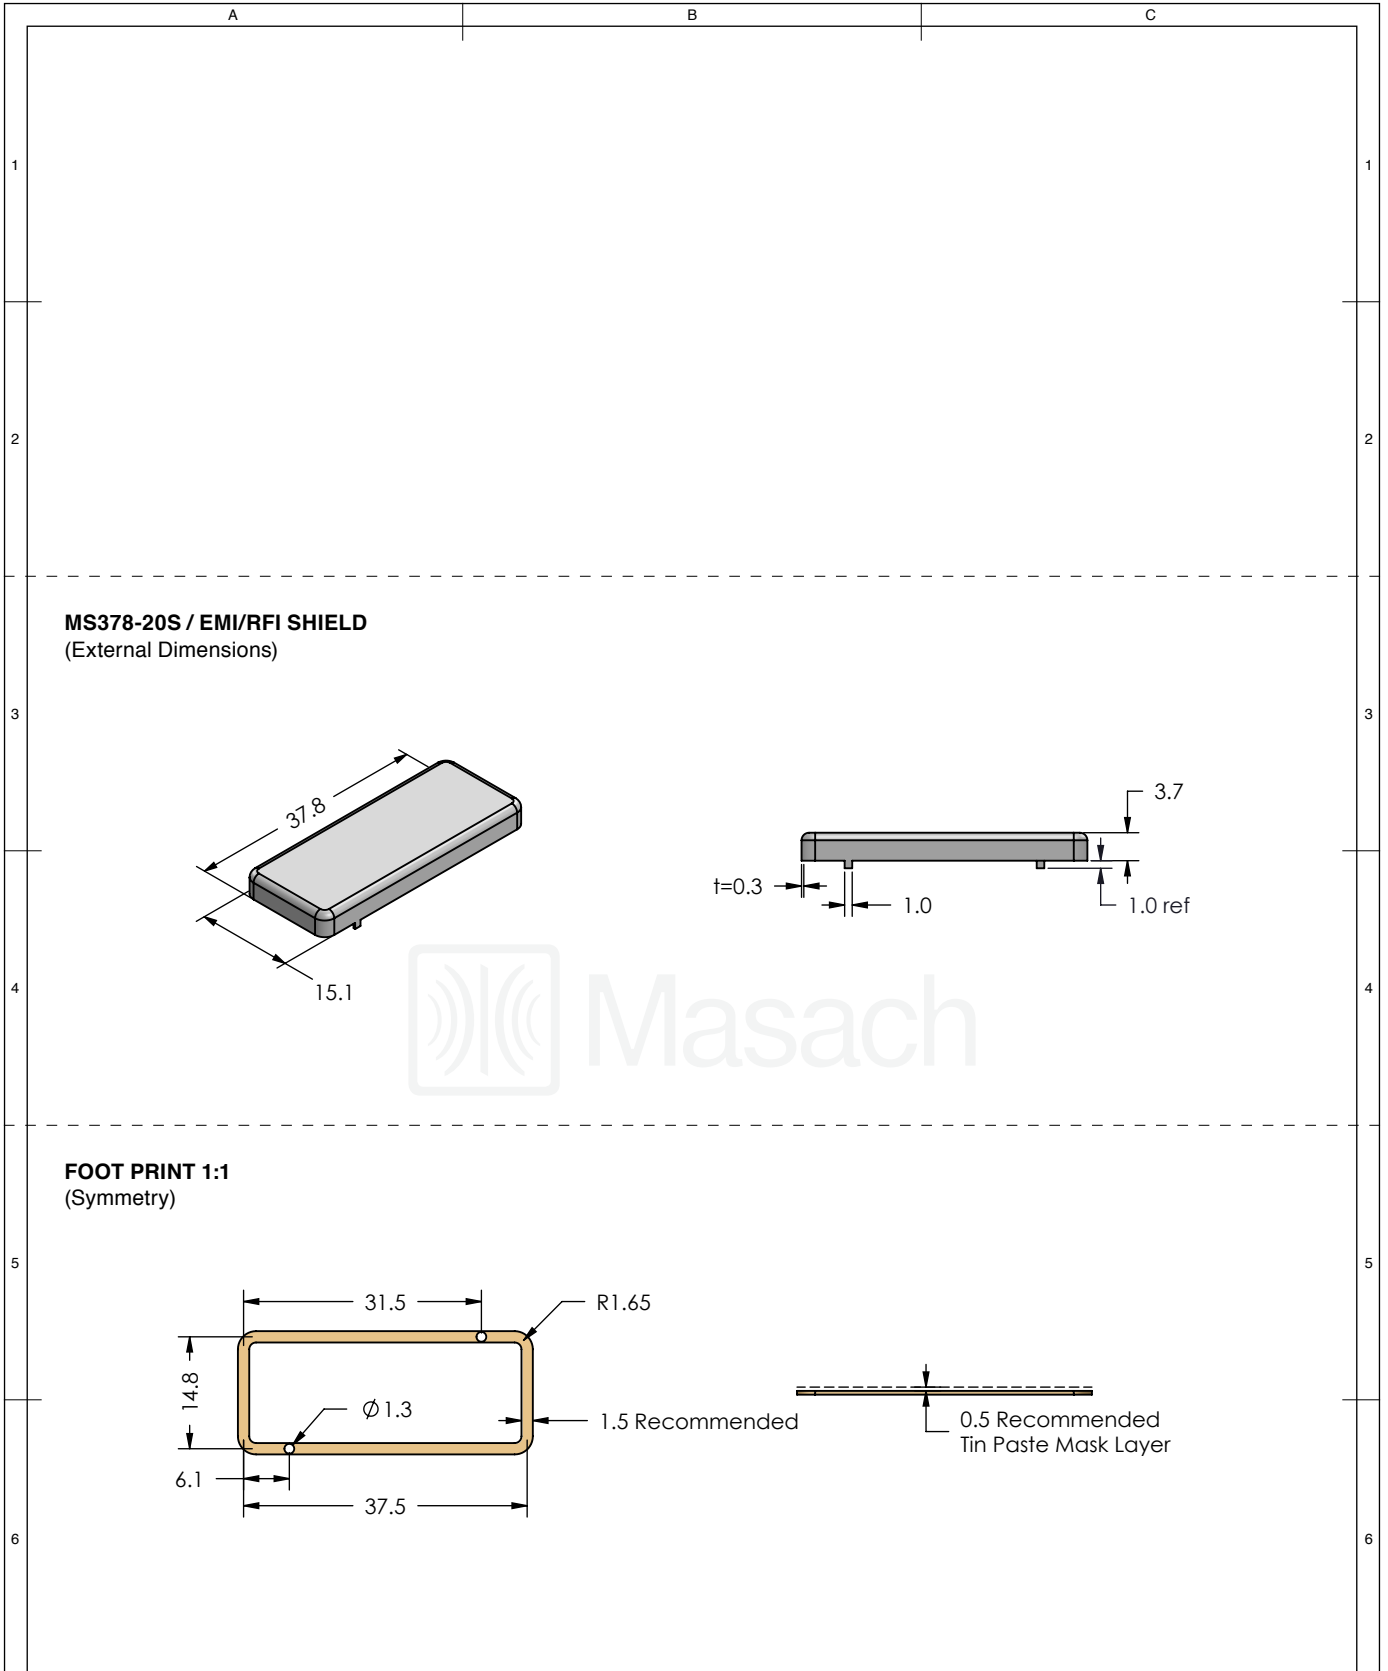 A B C
1 1
2 2
MS378-20S / EMI/RFI SHIELD
(External Dimensions)
3 3
37.8
3.7
t=0.3
1.0
1.0 ref
15.1
4 4
Masach
FOOT PRINT 1:1
(Symmetry)
5 5
31.5
R1.65
14.8
Ø1.3
1.5 Recommended
0.5 Recommended
Tin Paste Mask Layer
6.1
37.5
6 6